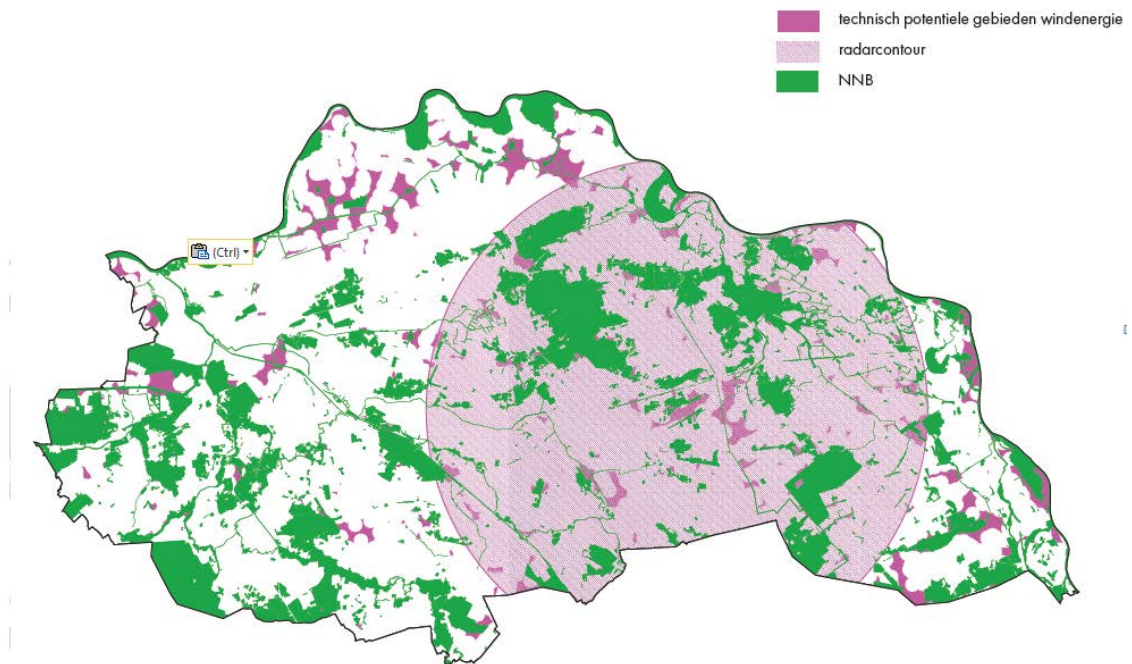 technisch potentiele gebieden windenergie
radarcontour
NNB
(Ctrl)